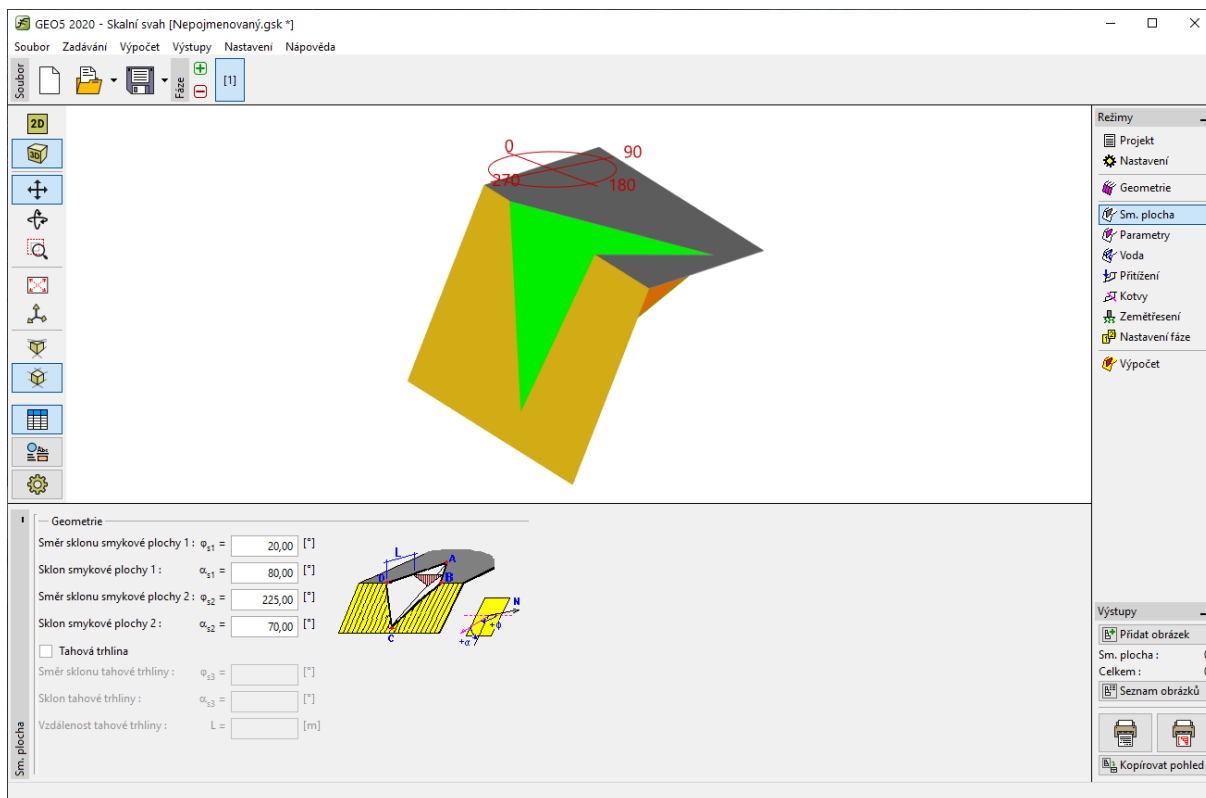 GEO5 2020 - Skalní svah [Nepojmenovaný.gsk *]
Soubor Zadávání Výpočet Výstupy Nastavení Nápověda
Soubor
Fáze
[1]
2D
3D
0
90
270
180
Režimy
Projekt
Nastavení
Geometrie
Sm. plocha
Parametry
Voda
Přitížení
Kotvy
Zemětřesení
Nastavení fáze
Výpočet
Abc
Sm. plocha
Geometrie
Směr sklonu smykové plochy 1 : φs1 = 20,00 [°]
Sklon smykové plochy 1 : αs1 = 80,00 [°]
Směr sklonu smykové plochy 2 : φs2 = 225,00 [°]
Sklon smykové plochy 2 : αs2 = 70,00 [°]
Tahová trhlina
Směr sklonu tahové trhliny : φs3 = [°]
Sklon tahové trhliny : αs3 = [°]
Vzdálenost tahové trhliny : L = [m]
L
A
D
B
C
N
+ϕ
+α
Výstupy
Přidat obrázek
Sm. plocha :
Celkem :
Seznam obrázků
Kopírovat pohled